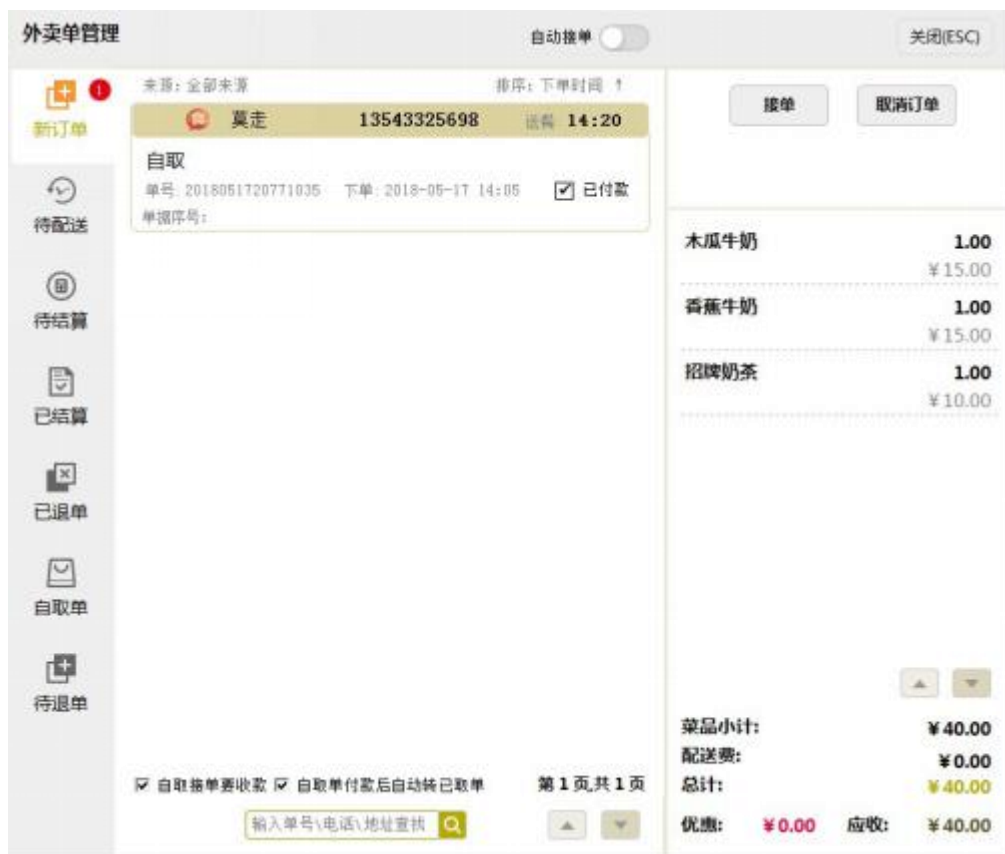 外卖单管理
自动接单
关闭(ESC)
新订单
1
待配送
待结算
已结算
已退单
自取单
待退单
来源: 全部来源 排序: 下单时间 ↑
莫走 13543325698 送餐 14:20
自取
单号: 2018051720771035 下单: 2018-05-17 14:05 已付款
单据序号:
自取接单要收款 自取单付款后自动转已取单 第1页,共1页
输入单号\电话\地址查找
接单 取消订单
木瓜牛奶 1.00
¥15.00
香蕉牛奶 1.00
¥15.00
招牌奶茶 1.00
¥10.00
菜品小计: ¥40.00
配送费: ¥0.00
总计: ¥40.00
优惠: ¥0.00 应收: ¥40.00